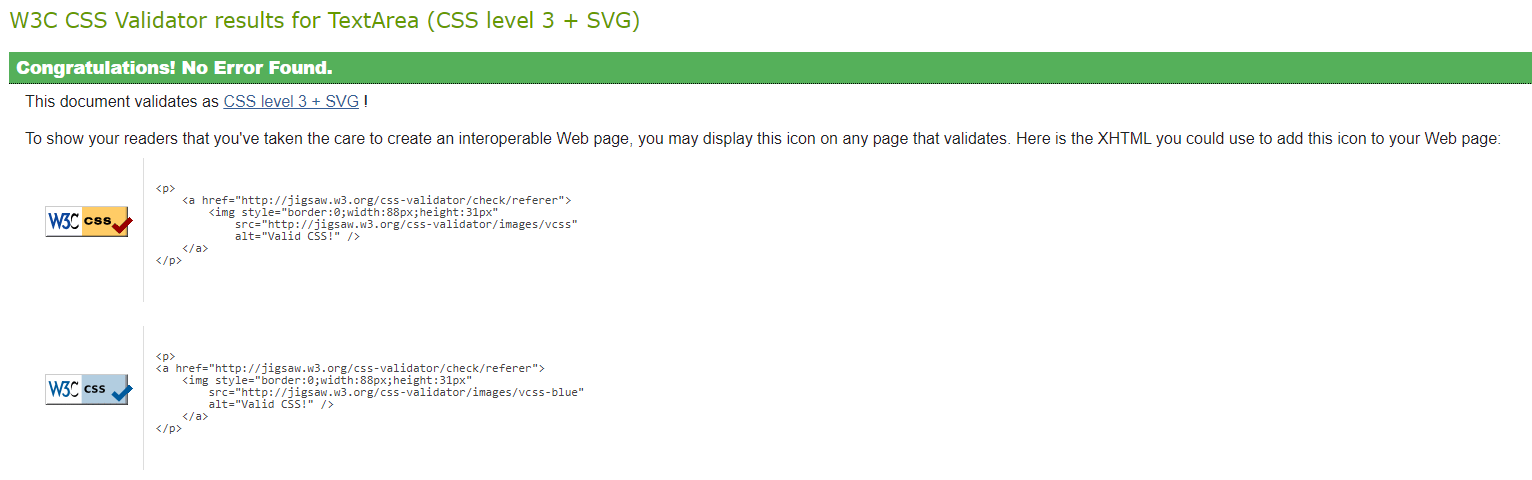 W3C CSS Validator results for TextArea (CSS level 3 + SVG)
Congratulations! No Error Found.
This document validates as CSS level 3 + SVG !
To show your readers that you've taken the care to create an interoperable Web page, you may display this icon on any page that validates. Here is the XHTML you could use to add this icon to your Web page:
W3C css
<p>
<a href="http://jigsaw.w3.org/css-validator/check/referer">
<img style="border:0;width:88px;height:31px"
src="http://jigsaw.w3.org/css-validator/images/vcss"
alt="Valid CSS!" />
</a>
</p>
W3C css
<p>
<a href="http://jigsaw.w3.org/css-validator/check/referer">
<img style="border:0;width:88px;height:31px"
src="http://jigsaw.w3.org/css-validator/images/vcss-blue"
alt="Valid CSS!" />
</a>
</p>